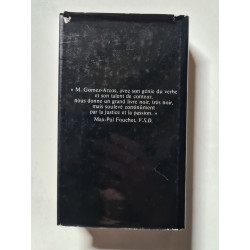 « M. Gomez-Arcos, avec son génie du verbe
et son talent de conteur,
nous donne un grand livre noir, très noir,
mais soulevé continûment
par la justice et la passion. »
Max-Pol Fouchet, V.S.D.